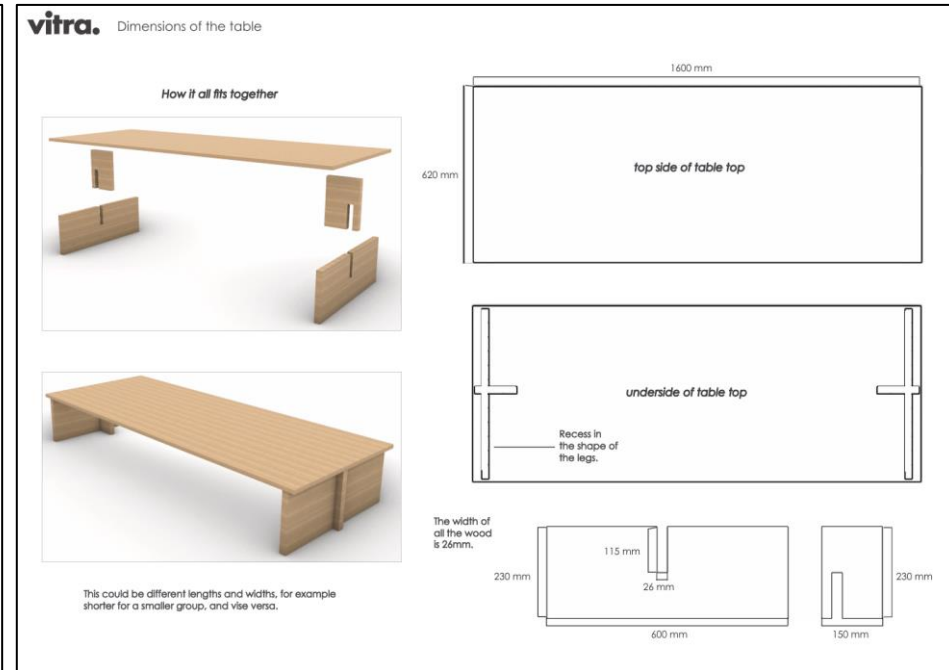 vitra. Dimensions of the table
How it all fits together
1600 mm
620 mm
top side of table top
underside of table top
Recess in
the shape of
the legs.
The width of
all the wood
is 26mm.
115 mm
26 mm
230 mm
600 mm
230 mm
150 mm
This could be different lengths and widths, for example
shorter for a smaller group, and vise versa.